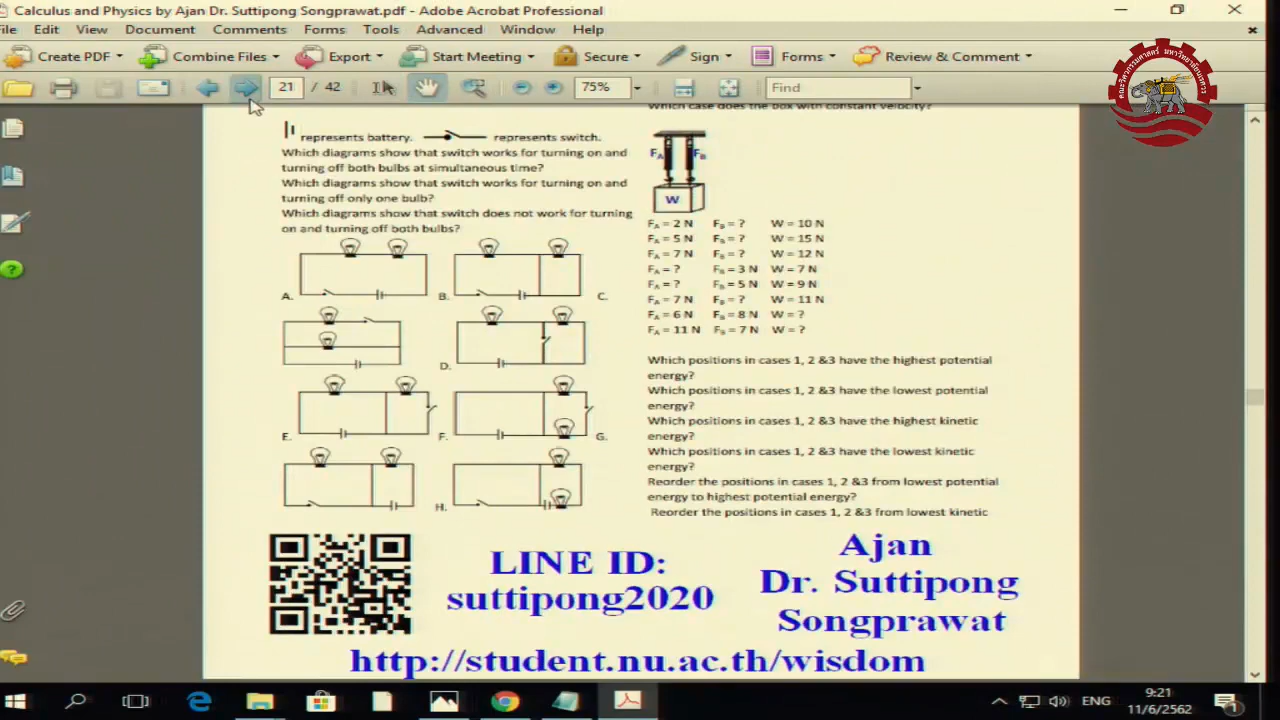 Calculus and Physics by Ajan Dr. Suttipong Songprawat.pdf - Adobe Acrobat Professional
File Edit View Document Comments Forms Tools Advanced Window Help
Create PDF Combine Files Export Start Meeting Secure Sign Forms Review & Comment
21 / 42 75% Find
represents battery. represents switch.
Which diagrams show that switch works for turning on and
turning off both bulbs at simultaneous time?
Which diagrams show that switch works for turning on and
turning off only one bulb?
Which diagrams show that switch does not work for turning
on and turning off both bulbs?
A. B. C.
D.
E. F. G.
H.
Which case does the box with constant velocity?
FA FB
W
FA = 2 N FB = ? W = 10 N
FA = 5 N FB = ? W = 15 N
FA = 7 N FB = ? W = 12 N
FA = ? FB = 3 N W = 7 N
FA = ? FB = 5 N W = 9 N
FA = 7 N FB = ? W = 11 N
FA = 6 N FB = 8 N W = ?
FA = 11 N FB = 7 N W = ?
Which positions in cases 1, 2 &3 have the highest potential
energy?
Which positions in cases 1, 2 &3 have the lowest potential
energy?
Which positions in cases 1, 2 &3 have the highest kinetic
energy?
Which positions in cases 1, 2 &3 have the lowest kinetic
energy?
Reorder the positions in cases 1, 2 &3 from lowest potential
energy to highest potential energy?
Reorder the positions in cases 1, 2 &3 from lowest kinetic
LINE ID:
suttipong2020
Ajan
Dr. Suttipong
Songprawat
http://student.nu.ac.th/wisdom
ENG
9:21
11/6/2562
1